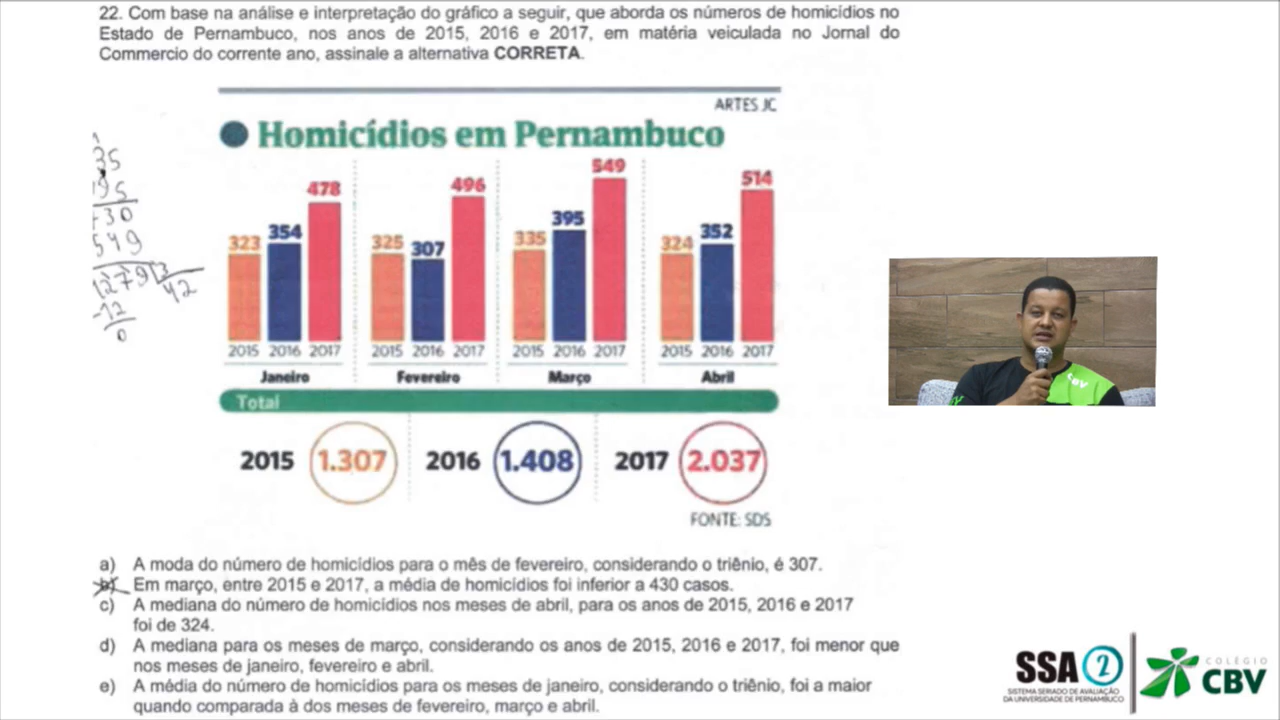 22. Com base na análise e interpretação do gráfico a seguir, que aborda os números de homicídios no
Estado de Pernambuco, nos anos de 2015, 2016 e 2017, em matéria veiculada no Jornal do
Commercio do corrente ano, assinale a alternativa CORRETA.
ARTES JC
Homicídios em Pernambuco
323 354 478 325 307 496 335 395 549 324 352 514
2015 2016 2017 2015 2016 2017 2015 2016 2017 2015 2016 2017
Janeiro Fevereiro Março Abril
Total
2015 1.307 2016 1.408 2017 2.037
FONTE: SDS
35
95
730
549
1279 3
42
-12
0
a) A moda do número de homicídios para o mês de fevereiro, considerando o triênio, é 307.
b) Em março, entre 2015 e 2017, a média de homicídios foi inferior a 430 casos.
c) A mediana do número de homicídios nos meses de abril, para os anos de 2015, 2016 e 2017
foi de 324.
d) A mediana para os meses de março, considerando os anos de 2015, 2016 e 2017, foi menor que
nos meses de janeiro, fevereiro e abril.
e) A média do número de homicídios para os meses de janeiro, considerando o triênio, foi a maior
quando comparada à dos meses de fevereiro, março e abril.
CBV
SSA 2
SISTEMA SERIADO DE AVALIAÇÃO
DA UNIVERSIDADE DE PERNAMBUCO
COLÉGIO
CBV